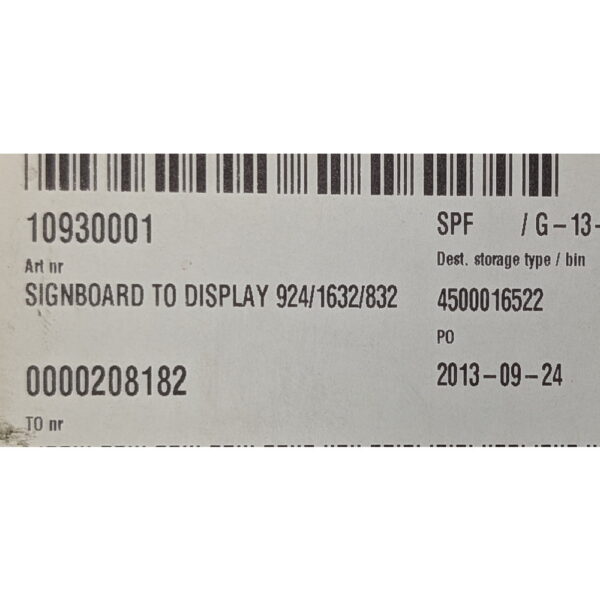 10930001 SPF / G-13-
Art nr Dest. storage type / bin
SIGNBOARD TO DISPLAY 924/1632/832 4500016522
PO
0000208182 2013-09-24
TO nr